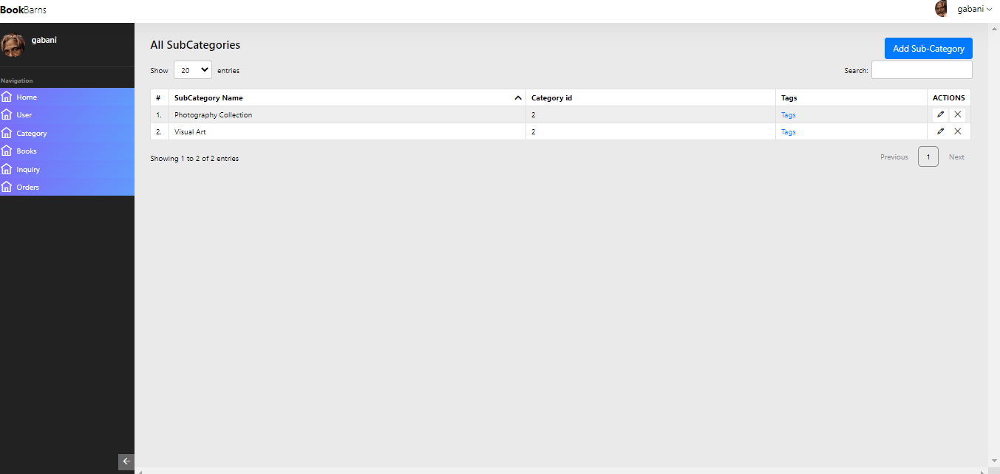 BookBarns
gabani
gabani
Navigation
Home
User
Category
Books
Inquiry
Orders
All SubCategories
Add Sub-Category
Show 20 entries
Search:
# SubCategory Name Category id Tags ACTIONS
1. Photography Collection 2 Tags
2. Visual Art 2 Tags
Showing 1 to 2 of 2 entries
Previous 1 Next